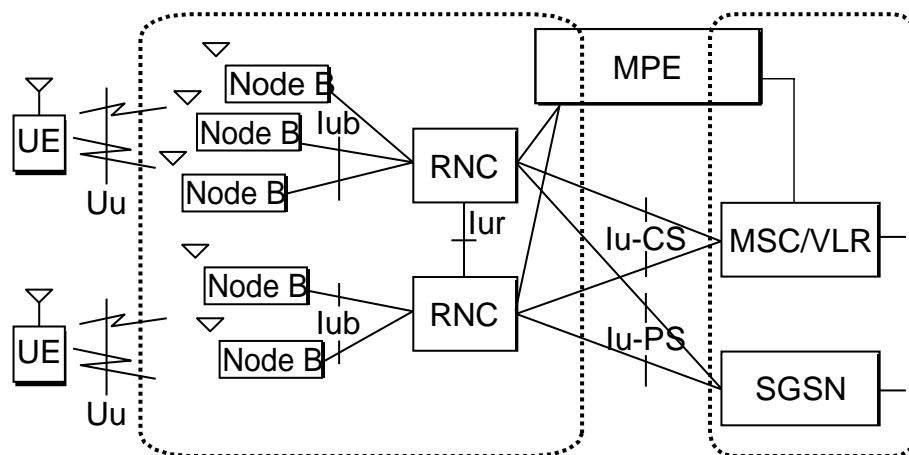 MPE
Node B
Node B
Node B
Iub
UE
Uu
RNC
Iur
Iu-CS
MSC/VLR
Node B
Node B
Iub
UE
Uu
RNC
Iu-PS
SGSN